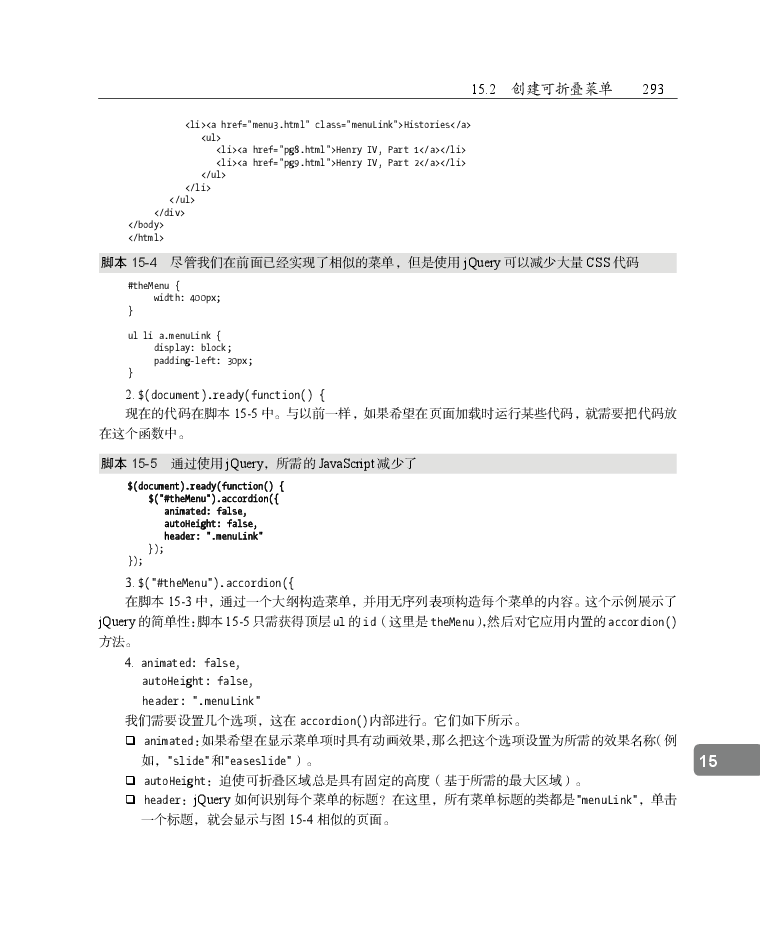 15.2 创建可折叠菜单 293
<li><a href="menu3.html" class="menuLink">Histories</a>
<ul>
<li><a href="pg8.html">Henry IV, Part 1</a></li>
<li><a href="pg9.html">Henry IV, Part 2</a></li>
</ul>
</li>
</ul>
</div>
</body>
</html>
脚本 15-4 尽管我们在前面已经实现了相似的菜单，但是使用 jQuery 可以减少大量 CSS 代码
#theMenu {
width: 400px;
}
ul li a.menuLink {
display: block;
padding-left: 30px;
}
2. $(document).ready(function() {
现在的代码在脚本 15-5 中。与以前一样，如果希望在页面加载时运行某些代码，就需要把代码放
在这个函数中。
脚本 15-5 通过使用 jQuery，所需的 JavaScript 减少了
$(document).ready(function() {
$("#theMenu").accordion({
animated: false,
autoHeight: false,
header: ".menuLink"
});
});
3. $("#theMenu").accordion({
在脚本 15-3 中，通过一个大纲构造菜单，并用无序列表项构造每个菜单的内容。这个示例展示了
jQuery 的简单性：脚本 15-5 只需获得顶层 ul 的 id（这里是 theMenu），然后对它应用内置的 accordion()
方法。
4. animated: false,
autoHeight: false,
header: ".menuLink"
我们需要设置几个选项，这在 accordion() 内部进行。它们如下所示。
❑ animated：如果希望在显示菜单项时具有动画效果，那么把这个选项设置为所需的效果名称（例
如，"slide"和"easeslide"）。
15
❑ autoHeight：迫使可折叠区域总是具有固定的高度（基于所需的最大区域）。
❑ header：jQuery 如何识别每个菜单的标题？在这里，所有菜单标题的类都是"menuLink"，单击
一个标题，就会显示与图 15-4 相似的页面。